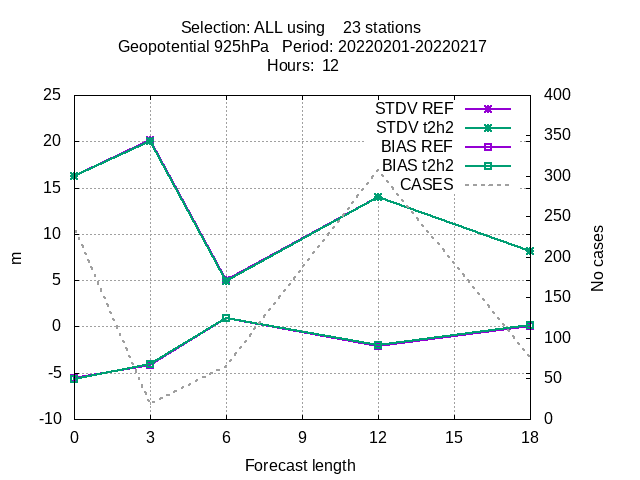 Selection: ALL using    23 stations
Geopotential 925hPa   Period: 20220201-20220217
Hours:  12
25
20
15
10
5
0
-5
-10
400
350
300
250
200
150
100
50
0
STDV REF
STDV t2h2
BIAS REF
BIAS t2h2
CASES
m
No cases
0 3 6 9 12 15 18
Forecast length